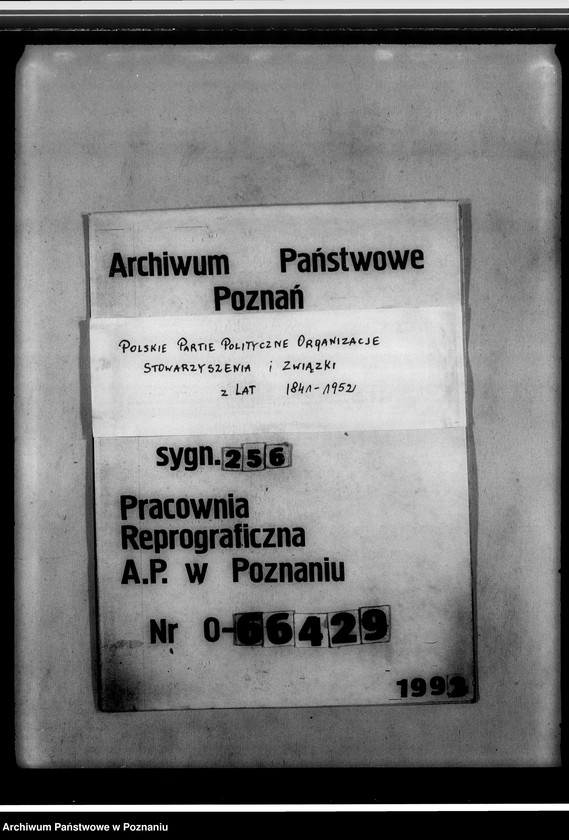 Archiwum Państwowe
Poznań
POLSKIE PARTIE POLITYCZNE ORGANIZACJE
STOWARZYSZENIA i ZWIĄZKI
z LAT 1841-1952
sygn. 256
Pracownia
Reprograficzna
A.P. w Poznaniu
Nr 0-66429
1993
Archiwum Państwowe w Poznaniu